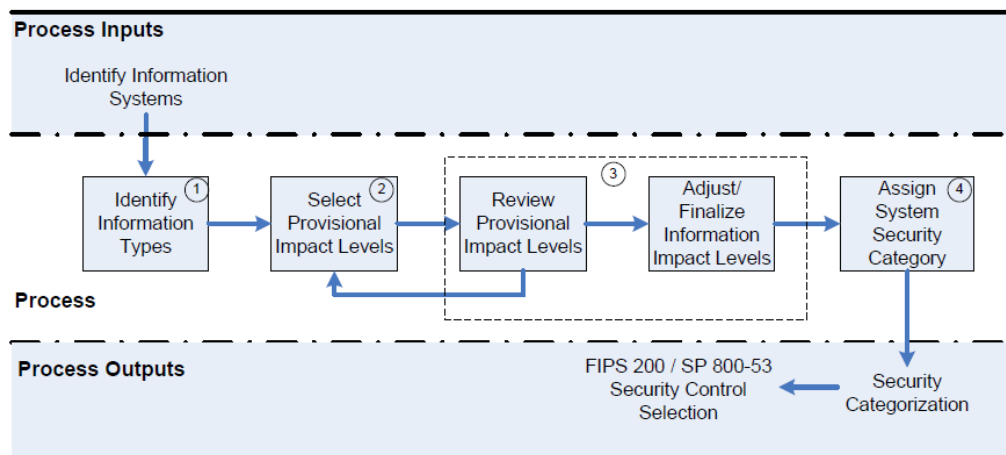 Process Inputs
Identify Information
Systems
1
Identify
Information
Types
2
Select
Provisional
Impact Levels
3
Review
Provisional
Impact Levels
Adjust/
Finalize
Information
Impact Levels
4
Assign
System
Security
Category
Process
Process Outputs
FIPS 200 / SP 800-53
Security Control
Selection
Security
Categorization